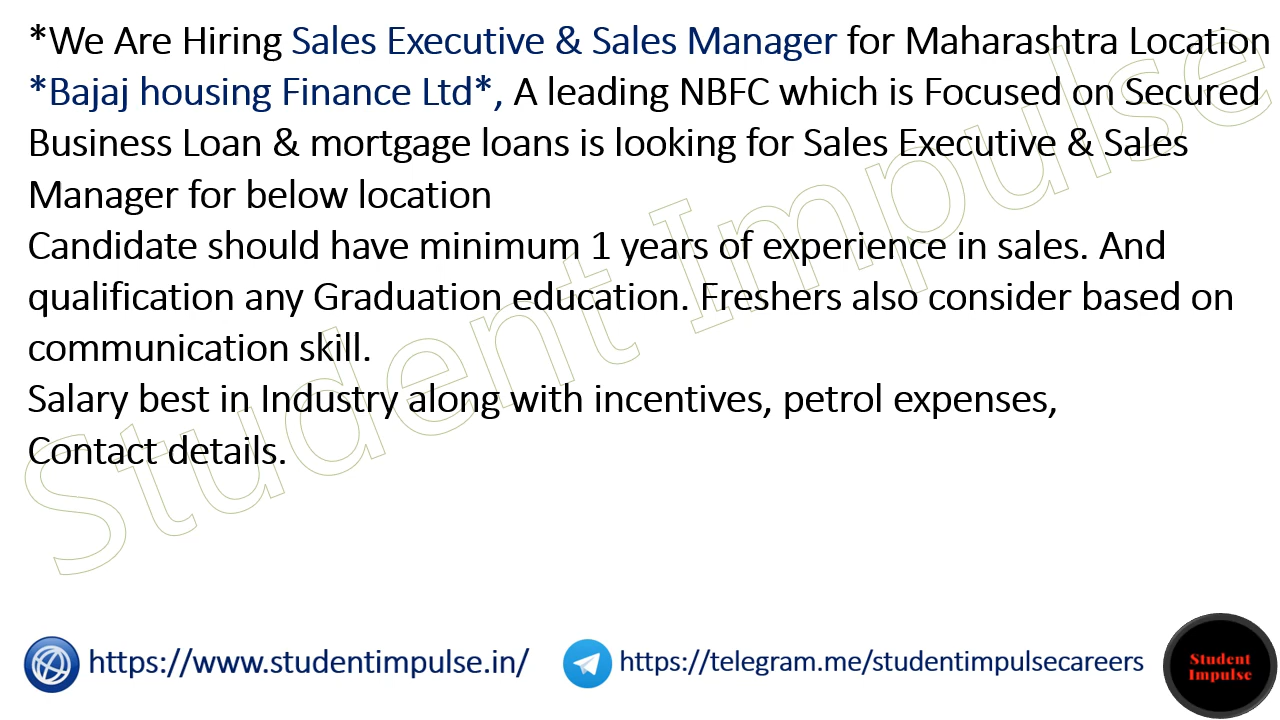 *We Are Hiring Sales Executive & Sales Manager for Maharashtra Location
*Bajaj housing Finance Ltd*, A leading NBFC which is Focused on Secured
Business Loan & mortgage loans is looking for Sales Executive & Sales
Manager for below location
Candidate should have minimum 1 years of experience in sales. And
qualification any Graduation education. Freshers also consider based on
communication skill.
Salary best in Industry along with incentives, petrol expenses,
Contact details.
Student Impulse
https://www.studentimpulse.in/
https://telegram.me/studentimpulsecareers
Student
Impulse